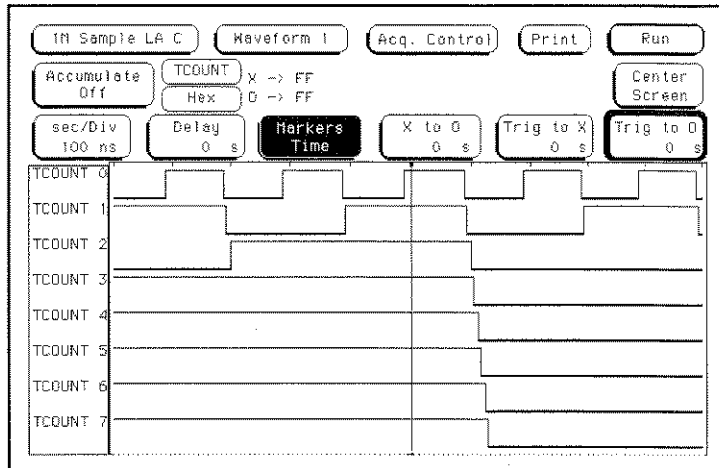 1N Sample LA C Waveform 1 Acq. Control Print Run
Accumulate Off TCOUNT Hex X -> FF O -> FF Center Screen
sec/Div 100 ns Delay 0 s Markers Time X to O 0 s Trig to X 0 s Trig to O 0 s
TCOUNT 0
TCOUNT 1
TCOUNT 2
TCOUNT 3
TCOUNT 4
TCOUNT 5
TCOUNT 6
TCOUNT 7